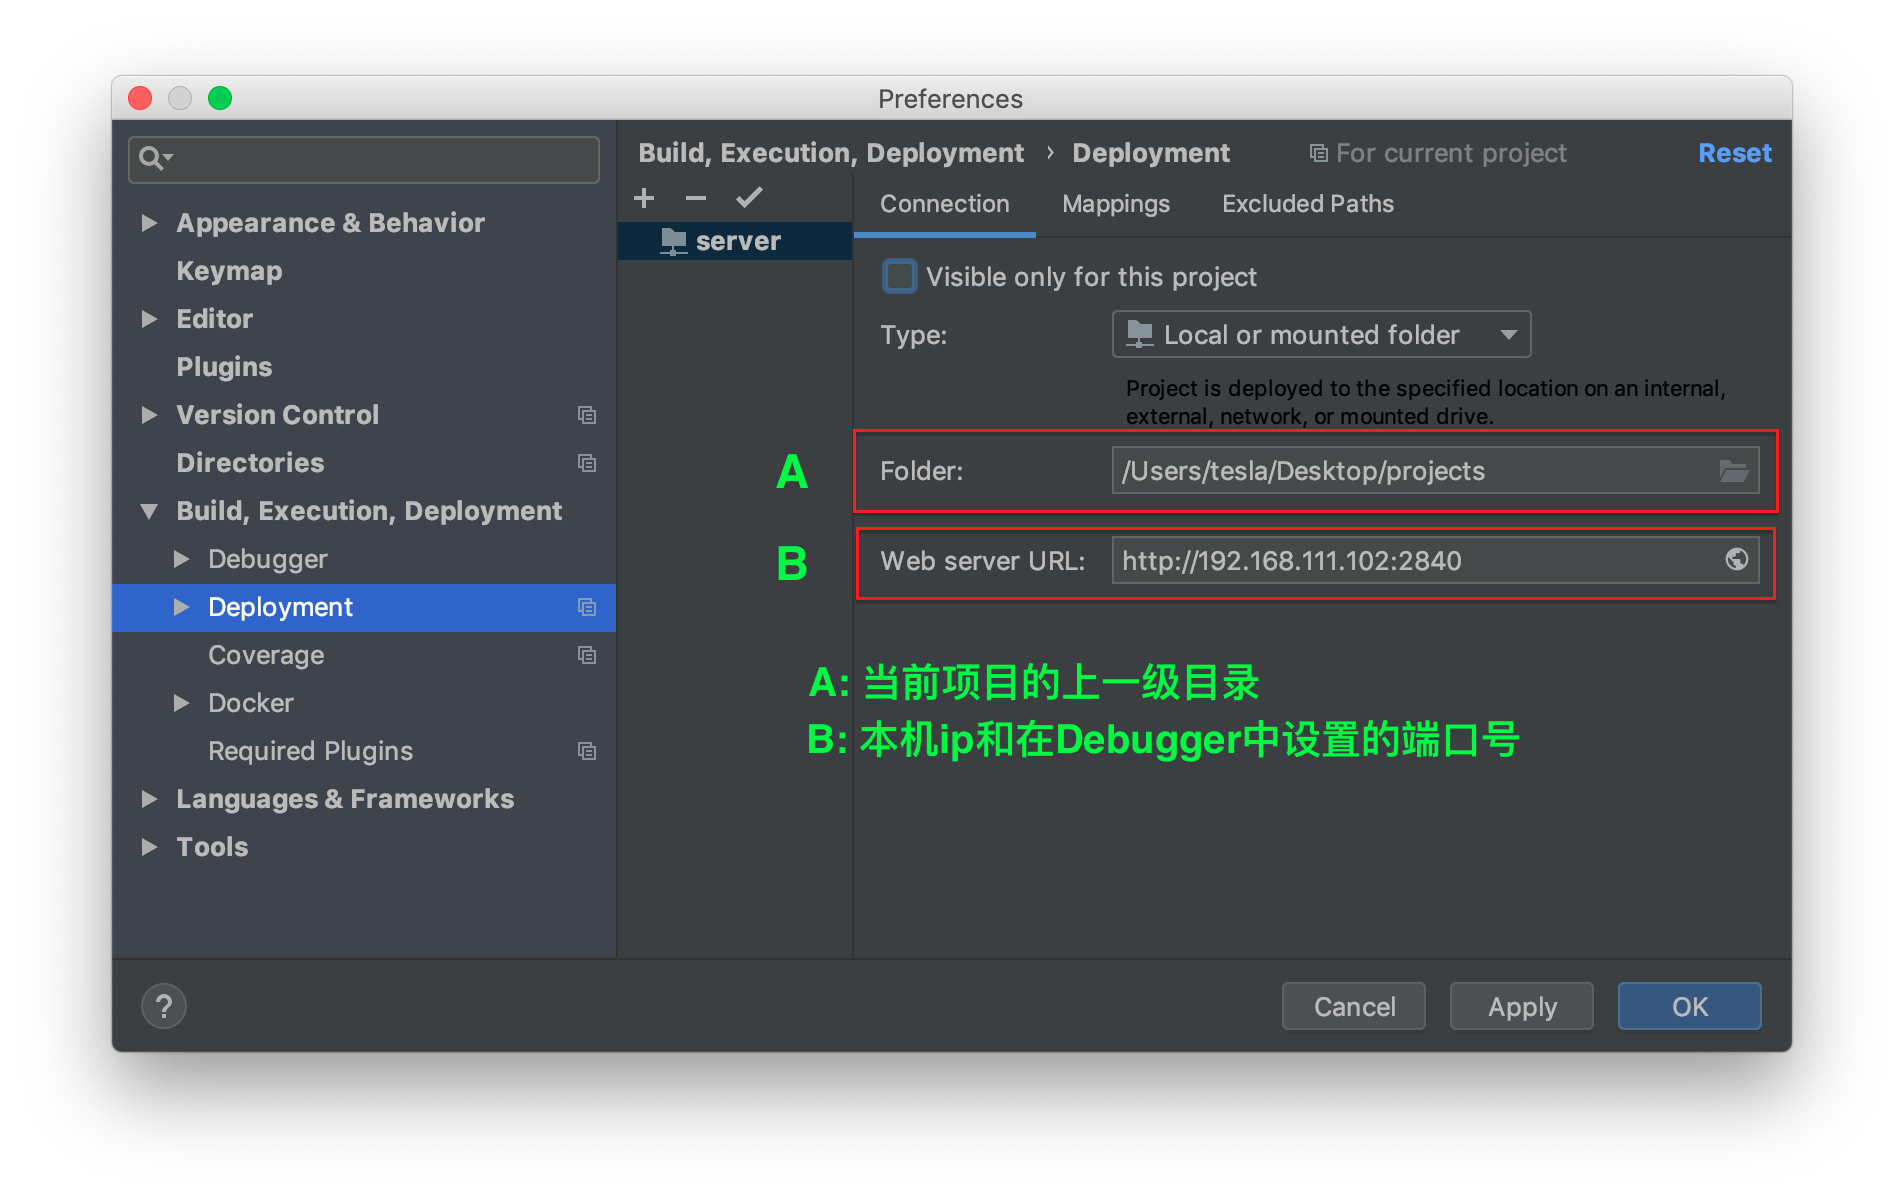 Preferences
Appearance & Behavior
Keymap
Editor
Plugins
Version Control
Directories
Build, Execution, Deployment
Debugger
Deployment
Coverage
Docker
Required Plugins
Languages & Frameworks
Tools
Build, Execution, Deployment › Deployment
For current project
Reset
server
Connection
Mappings
Excluded Paths
Visible only for this project
Type:
Local or mounted folder
Project is deployed to the specified location on an internal,
external, network, or mounted drive.
A
Folder:
/Users/tesla/Desktop/projects
B
Web server URL:
http://192.168.111.102:2840
A: 当前项目的上一级目录
B: 本机ip和在Debugger中设置的端口号
?
Cancel
Apply
OK